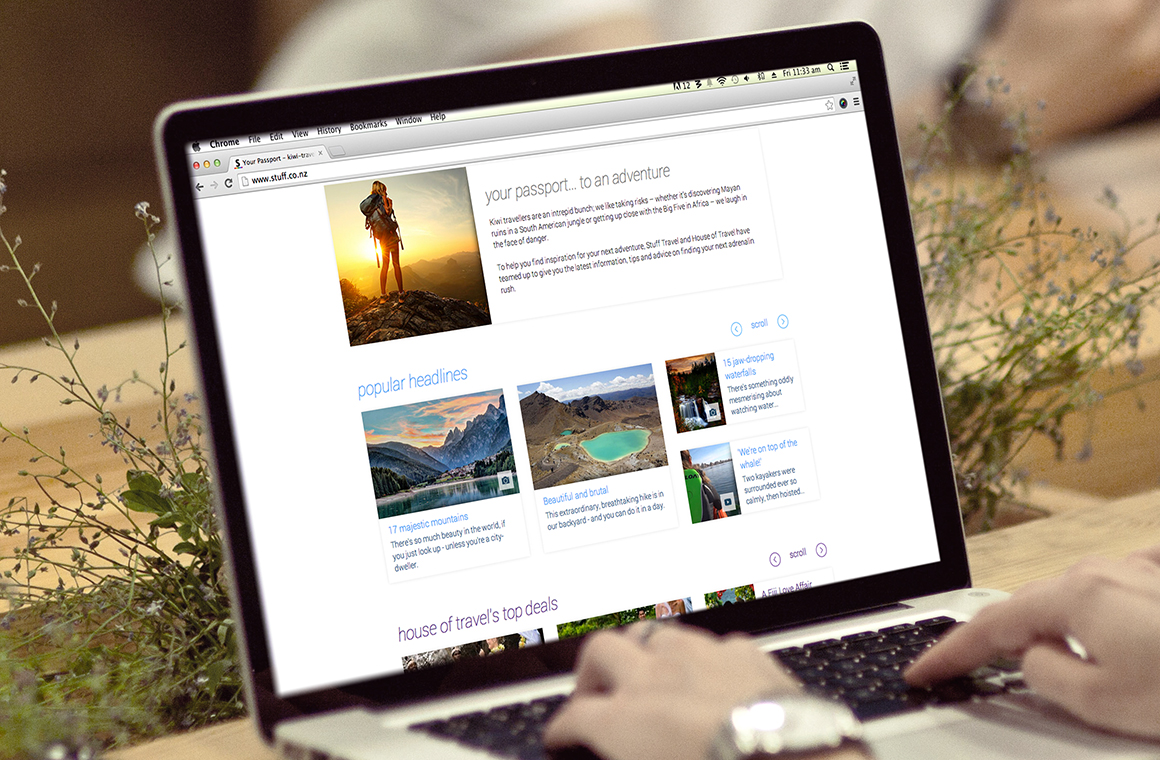 Chrome File Edit View History Bookmarks Window Help
12 Fri 11:33 am
Your Passport – kiwi-trave
www.stuff.co.nz
your passport... to an adventure
Kiwi travellers are an intrepid bunch; we like taking risks – whether it's discovering Mayan
ruins in a South American jungle or getting up close with the Big Five in Africa – we laugh in
the face of danger.
To help you find inspiration for your next adventure, Stuff Travel and House of Travel have
teamed up to give you the latest information, tips and advice on finding your next adrenalin
rush.
scroll
popular headlines
17 majestic mountains
There's so much beauty in the world, if
you just look up - unless you're a city-
dweller.
Beautiful and brutal
This extraordinary, breathtaking hike is in
our backyard - and you can do it in a day.
15 jaw-dropping
waterfalls
There's something oddly
mesmerising about
watching water...
'We're on top of the
whale!'
Two kayakers were
surrounded ever so
calmly, then hoisted...
scroll
house of travel's top deals
A Fiji Love Affair